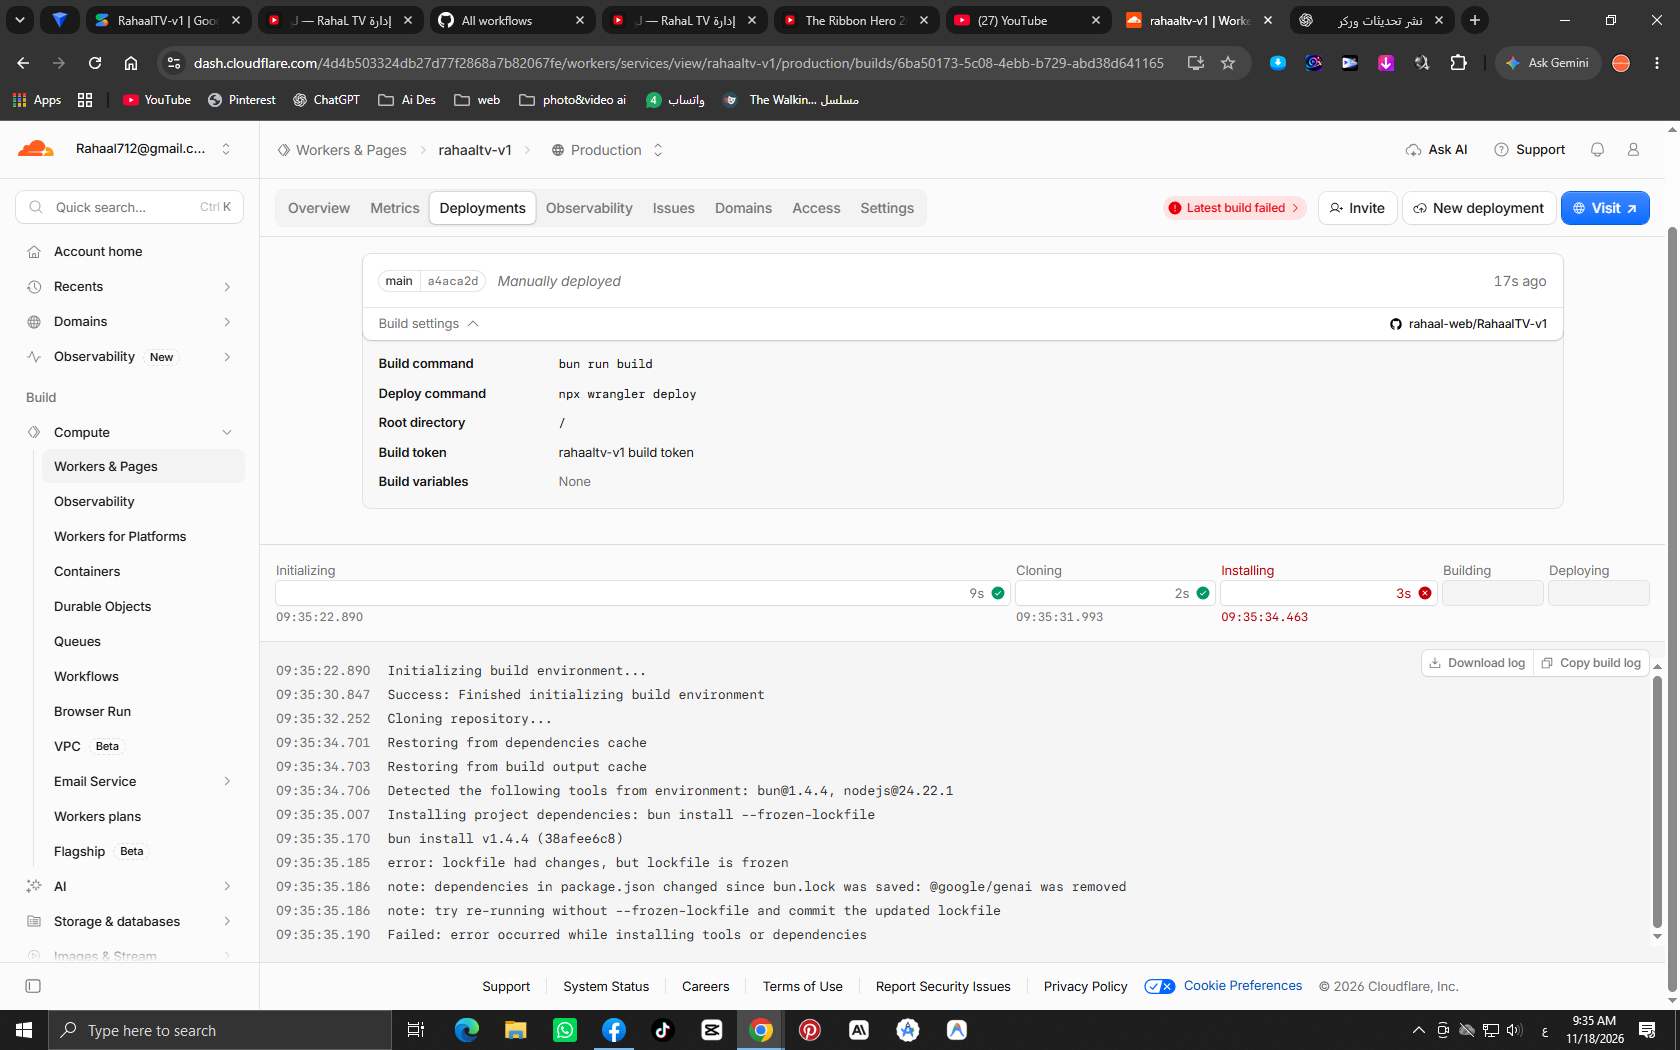 RahaalTV-v1 | Goo
إدارة RahaL TV — ل
All workflows
إدارة RahaL TV — ل
The Ribbon Hero 2
(27) YouTube
rahaaltv-v1 | Worke
نشر تحديثات وركر
dash.cloudflare.com/4d4b503324db27d77f2868a7b82067fe/workers/services/view/rahaaltv-v1/production/builds/6ba50173-5c08-4ebb-b729-abd38d641165
Ask Gemini
Apps
YouTube
Pinterest
ChatGPT
Ai Des
web
photo&video ai
4 واتساب
مسلسل The Walkin...
Rahaal712@gmail.c...
Workers & Pages
rahaaltv-v1
Production
Ask AI
Support
Quick search...
Ctrl K
Overview
Metrics
Deployments
Observability
Issues
Domains
Access
Settings
Latest build failed
Invite
New deployment
Visit
Account home
Recents
Domains
Observability New
Build
Compute
Workers & Pages
Observability
Workers for Platforms
Containers
Durable Objects
Queues
Workflows
Browser Run
VPC Beta
Email Service
Workers plans
Flagship Beta
AI
Storage & databases
Images & Stream
main a4aca2d Manually deployed
17s ago
Build settings
rahaal-web/RahaalTV-v1
Build command bun run build
Deploy command npx wrangler deploy
Root directory /
Build token rahaaltv-v1 build token
Build variables None
Initializing
9s
09:35:22.890
Cloning
2s
09:35:31.993
Installing
3s
09:35:34.463
Building
Deploying
Download log
Copy build log
09:35:22.890 Initializing build environment...
09:35:30.847 Success: Finished initializing build environment
09:35:32.252 Cloning repository...
09:35:34.701 Restoring from dependencies cache
09:35:34.703 Restoring from build output cache
09:35:34.706 Detected the following tools from environment: bun@1.4.4, nodejs@24.22.1
09:35:35.007 Installing project dependencies: bun install --frozen-lockfile
09:35:35.170 bun install v1.4.4 (38afee6c8)
09:35:35.185 error: lockfile had changes, but lockfile is frozen
09:35:35.186 note: dependencies in package.json changed since bun.lock was saved: @google/genai was removed
09:35:35.186 note: try re-running without --frozen-lockfile and commit the updated lockfile
09:35:35.190 Failed: error occurred while installing tools or dependencies
Support
System Status
Careers
Terms of Use
Report Security Issues
Privacy Policy
Cookie Preferences
© 2026 Cloudflare, Inc.
Type here to search
ع
9:35 AM
11/18/2026